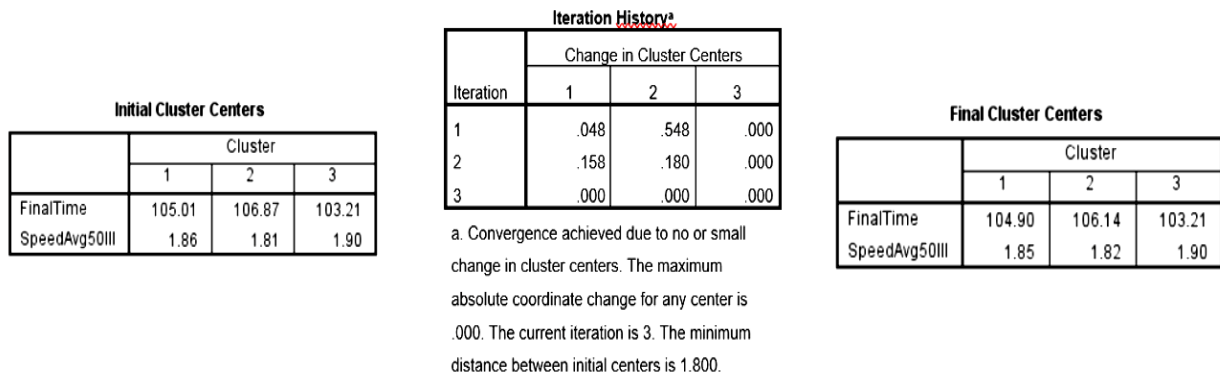 Initial Cluster Centers
Cluster
1 2 3
FinalTime 105.01 106.87 103.21
SpeedAvg50III 1.86 1.81 1.90
Iteration Historyᵃ
Change in Cluster Centers
Iteration 1 2 3
1 .048 .548 .000
2 .158 .180 .000
3 .000 .000 .000
a. Convergence achieved due to no or small
change in cluster centers. The maximum
absolute coordinate change for any center is
.000. The current iteration is 3. The minimum
distance between initial centers is 1.800.
Final Cluster Centers
Cluster
1 2 3
FinalTime 104.90 106.14 103.21
SpeedAvg50III 1.85 1.82 1.90